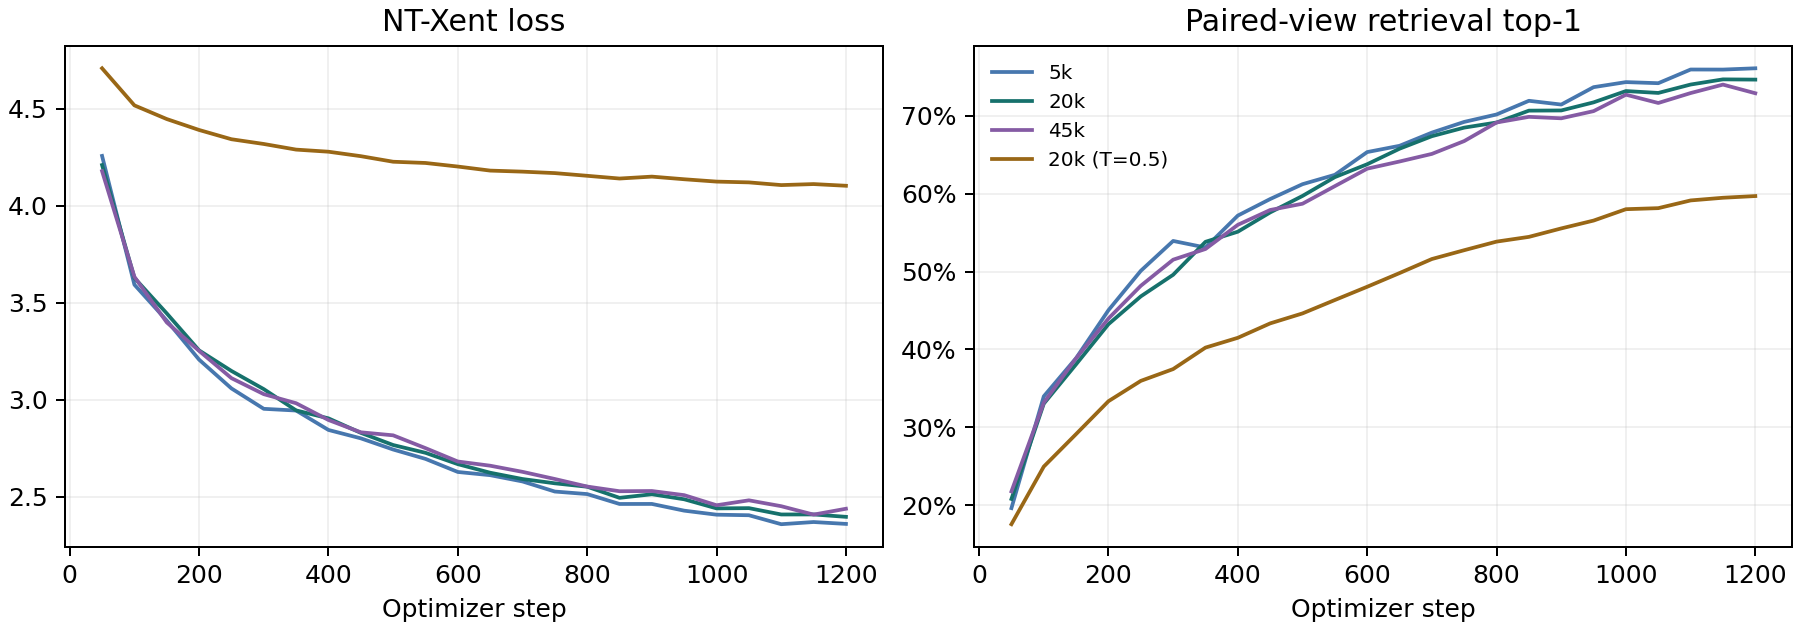 NT-Xent loss
4.5
4.0
3.5
3.0
2.5
0 200 400 600 800 1000 1200
Optimizer step
Paired-view retrieval top-1
5k
20k
45k
20k (T=0.5)
70%
60%
50%
40%
30%
20%
0 200 400 600 800 1000 1200
Optimizer step